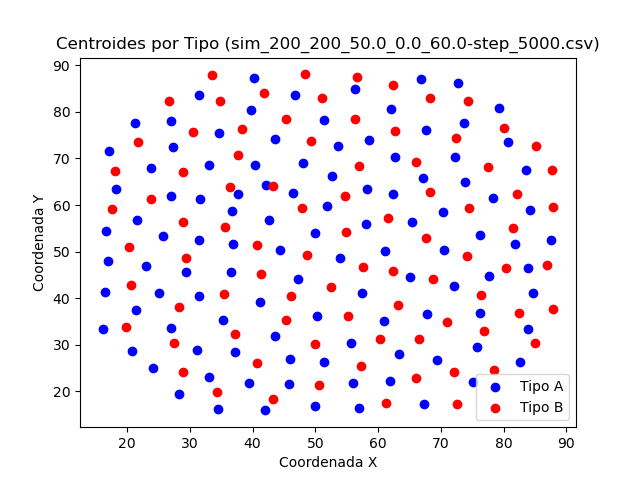 Centroides por Tipo (sim_200_200_50.0_0.0_60.0-step_5000.csv)
90
80
70
60
50
40
30
20
Coordenada Y
Tipo A
Tipo B
20 30 40 50 60 70 80 90
Coordenada X